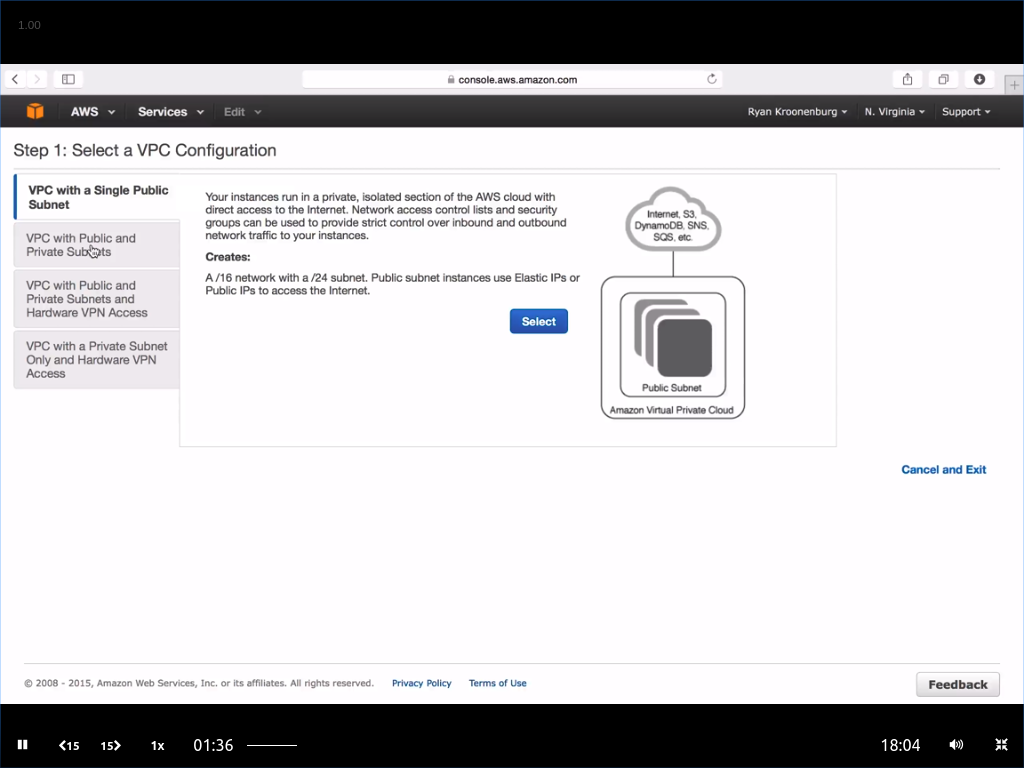 1.00
console.aws.amazon.com
AWS Services Edit Ryan Kroonenburg N. Virginia Support
Step 1: Select a VPC Configuration
VPC with a Single Public
Subnet
VPC with Public and
Private Subnets
VPC with Public and
Private Subnets and
Hardware VPN Access
VPC with a Private Subnet
Only and Hardware VPN
Access
Your instances run in a private, isolated section of the AWS cloud with
direct access to the Internet. Network access control lists and security
groups can be used to provide strict control over inbound and outbound
network traffic to your instances.
Creates:
A /16 network with a /24 subnet. Public subnet instances use Elastic IPs or
Public IPs to access the Internet.
Select
Internet, S3,
DynamoDB, SNS,
SQS, etc.
Public Subnet
Amazon Virtual Private Cloud
Cancel and Exit
© 2008 - 2015, Amazon Web Services, Inc. or its affiliates. All rights reserved. Privacy Policy Terms of Use
Feedback
15 15 1x 01:36 18:04